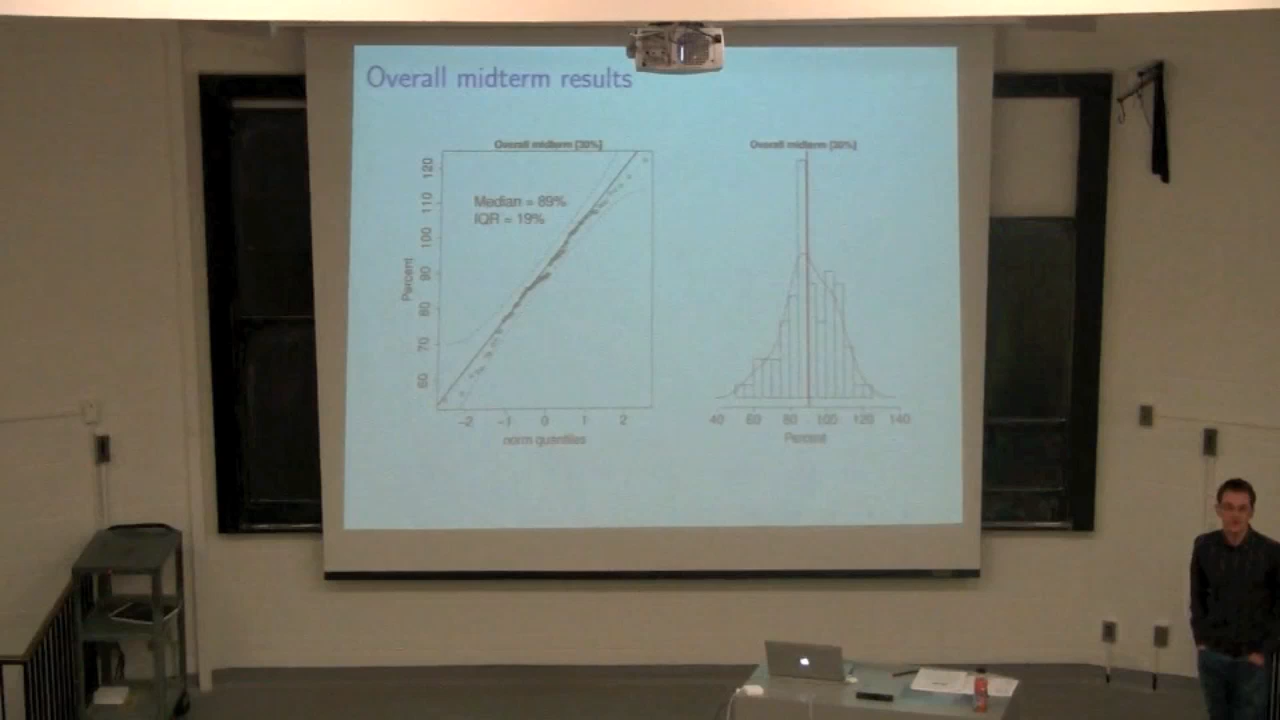 Overall midterm results
Overall midterm [30%]
Median = 89%
IQR = 19%
Percent
60 70 80 90 100 110 120
-2 -1 0 1 2
norm quantiles
Overall midterm [30%]
40 60 80 100 120 140
Percent